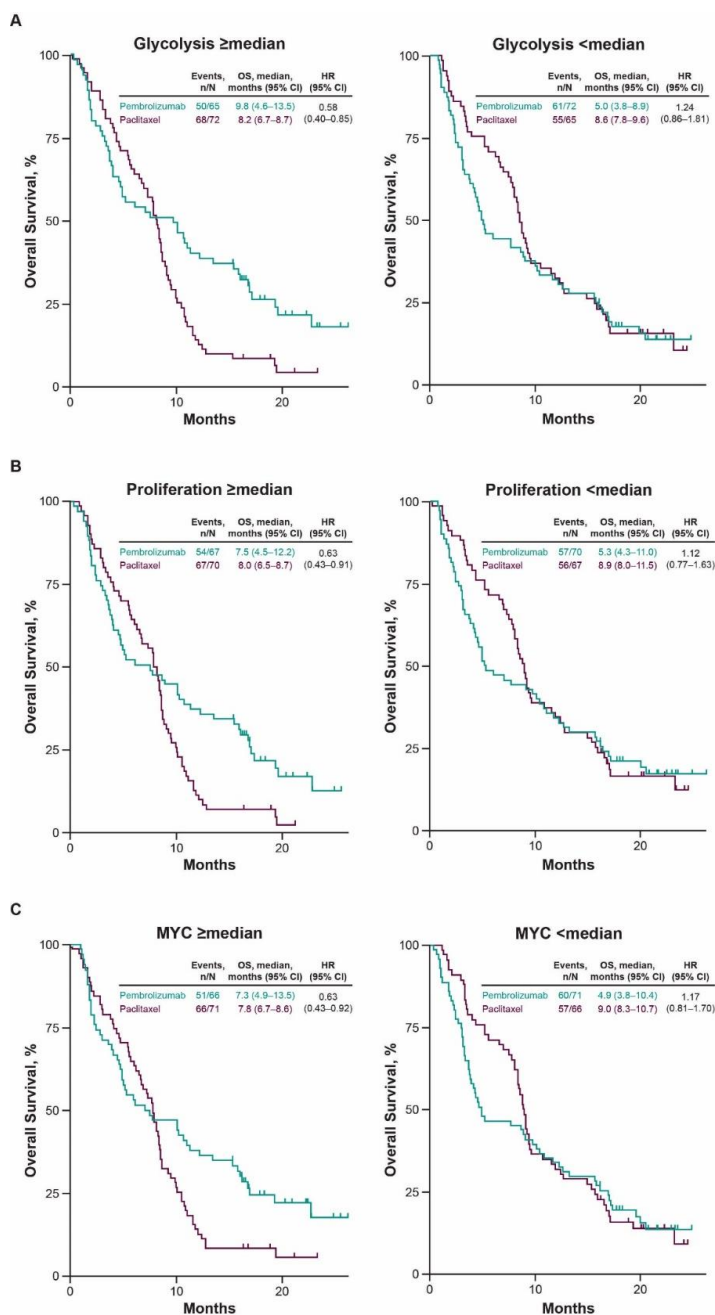 A
Glycolysis ≥median
Events, n/N
OS, median, months (95% CI)
HR (95% CI)
Pembrolizumab 50/65 9.8 (4.6–13.5) 0.58
Paclitaxel 68/72 8.2 (6.7–8.7) (0.40–0.85)
Overall Survival, %
100
75
50
25
0
0 10 20
Months
Glycolysis <median
Events, n/N
OS, median, months (95% CI)
HR (95% CI)
Pembrolizumab 61/72 5.0 (3.8–8.9) 1.24
Paclitaxel 55/65 8.6 (7.8–9.6) (0.86–1.81)
Overall Survival, %
100
75
50
25
0
0 10 20
Months
B
Proliferation ≥median
Events, n/N
OS, median, months (95% CI)
HR (95% CI)
Pembrolizumab 54/67 7.5 (4.5–12.2) 0.63
Paclitaxel 67/70 8.0 (6.5–8.7) (0.43–0.91)
Overall Survival, %
100
75
50
25
0
0 10 20
Months
Proliferation <median
Events, n/N
OS, median, months (95% CI)
HR (95% CI)
Pembrolizumab 57/70 5.3 (4.3–11.0) 1.12
Paclitaxel 56/67 8.9 (8.0–11.5) (0.77–1.63)
Overall Survival, %
100
75
50
25
0
0 10 20
Months
C
MYC ≥median
Events, n/N
OS, median, months (95% CI)
HR (95% CI)
Pembrolizumab 51/66 7.3 (4.9–13.5) 0.63
Paclitaxel 66/71 7.8 (6.7–8.6) (0.43–0.92)
Overall Survival, %
100
75
50
25
0
0 10 20
Months
MYC <median
Events, n/N
OS, median, months (95% CI)
HR (95% CI)
Pembrolizumab 60/71 4.9 (3.8–10.4) 1.17
Paclitaxel 57/66 9.0 (8.3–10.7) (0.81–1.70)
Overall Survival, %
100
75
50
25
0
0 10 20
Months